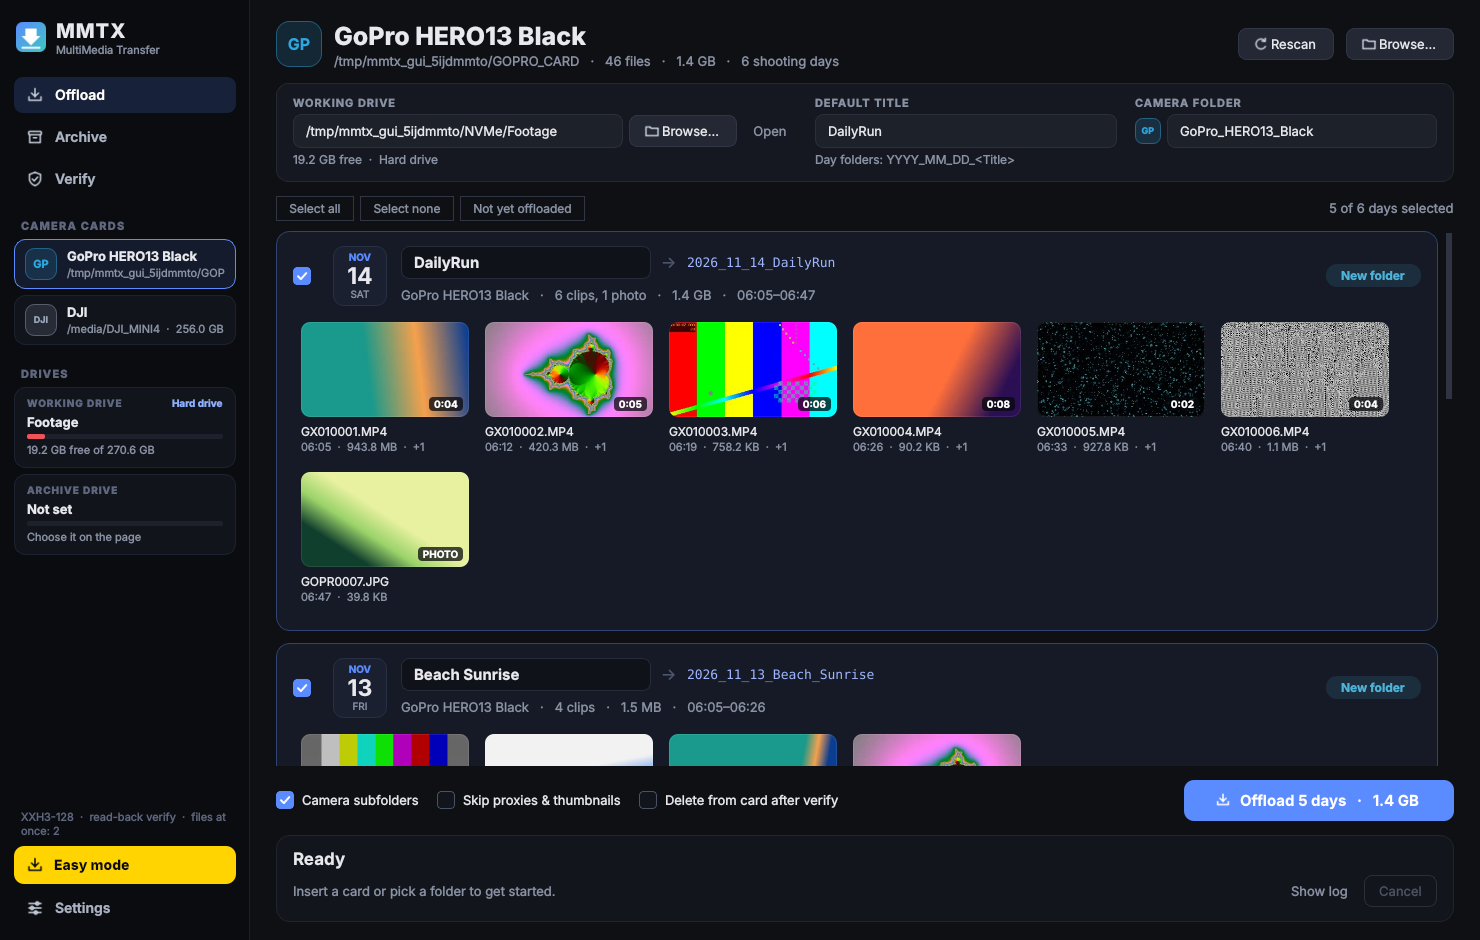 MMTX
MultiMedia Transfer
Offload
Archive
Verify
CAMERA CARDS
GP
GoPro HERO13 Black
/tmp/mmtx_gui_5ijdmmto/GOP
DJI
DJI
/media/DJI_MINI4 · 256.0 GB
DRIVES
WORKING DRIVE Hard drive
Footage
19.2 GB free of 270.6 GB
ARCHIVE DRIVE
Not set
Choose it on the page
XXH3-128 · read-back verify · files at
once: 2
Easy mode
Settings
GP
GoPro HERO13 Black
/tmp/mmtx_gui_5ijdmmto/GOPRO_CARD · 46 files · 1.4 GB · 6 shooting days
Rescan
Browse...
WORKING DRIVE
/tmp/mmtx_gui_5ijdmmto/NVMe/Footage
Browse...
Open
19.2 GB free · Hard drive
DEFAULT TITLE
DailyRun
Day folders: YYYY_MM_DD_<Title>
CAMERA FOLDER
GP
GoPro_HERO13_Black
Select all
Select none
Not yet offloaded
5 of 6 days selected
NOV
14
SAT
DailyRun
→ 2026_11_14_DailyRun
GoPro HERO13 Black · 6 clips, 1 photo · 1.4 GB · 06:05–06:47
New folder
0:04
GX010001.MP4
06:05 · 943.8 MB · +1
0:05
GX010002.MP4
06:12 · 420.3 MB · +1
0:06
GX010003.MP4
06:19 · 758.2 KB · +1
0:08
GX010004.MP4
06:26 · 90.2 KB · +1
0:02
GX010005.MP4
06:33 · 927.8 KB · +1
0:04
GX010006.MP4
06:40 · 1.1 MB · +1
PHOTO
GOPR0007.JPG
06:47 · 39.8 KB
NOV
13
FRI
Beach Sunrise
→ 2026_11_13_Beach_Sunrise
GoPro HERO13 Black · 4 clips · 1.5 MB · 06:05–06:26
New folder
Camera subfolders
Skip proxies & thumbnails
Delete from card after verify
Offload 5 days · 1.4 GB
Ready
Insert a card or pick a folder to get started.
Show log
Cancel